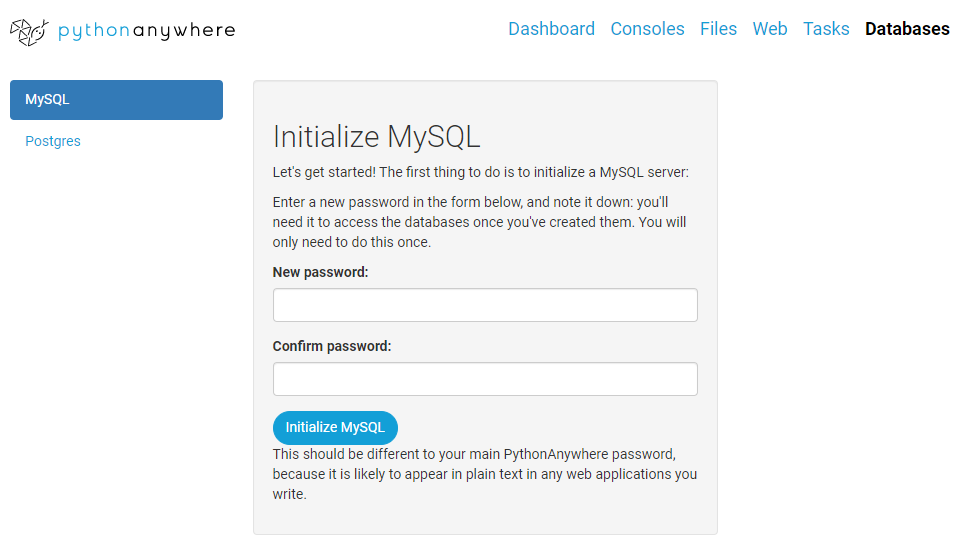 pythonanywhere
Dashboard Consoles Files Web Tasks Databases
MySQL
Postgres
Initialize MySQL
Let's get started! The first thing to do is to initialize a MySQL server:
Enter a new password in the form below, and note it down: you'll
need it to access the databases once you've created them. You will
only need to do this once.
New password:
Confirm password:
Initialize MySQL
This should be different to your main PythonAnywhere password,
because it is likely to appear in plain text in any web applications you
write.